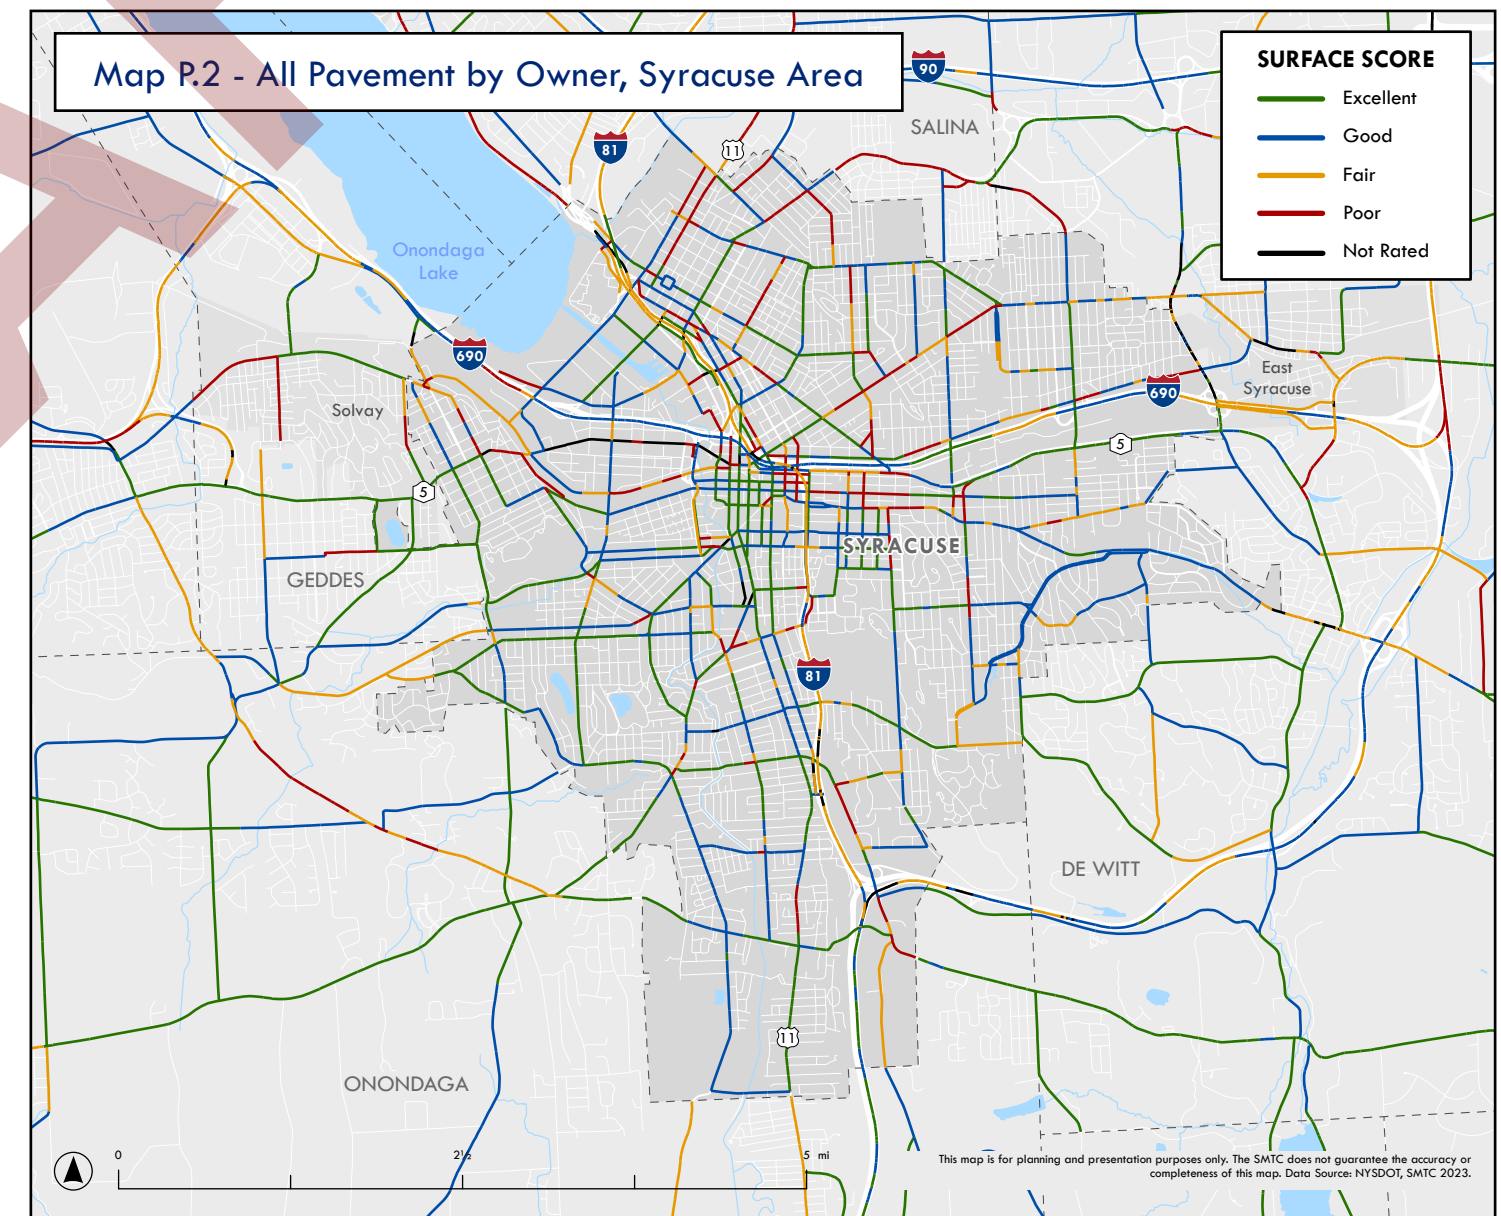 Map P.2 - All Pavement by Owner, Syracuse Area
90
SURFACE SCORE
Excellent
Good
Fair
Poor
Not Rated
SALINA
81
11
Onondaga
Lake
690
Solvay
East
Syracuse
690
5
5
SYRACUSE
GEDDES
81
DE WITT
11
ONONDAGA
0
2½
5 mi
This map is for planning and presentation purposes only. The SMTC does not guarantee the accuracy or
completeness of this map. Data Source: NYSDOT, SMTC 2023.